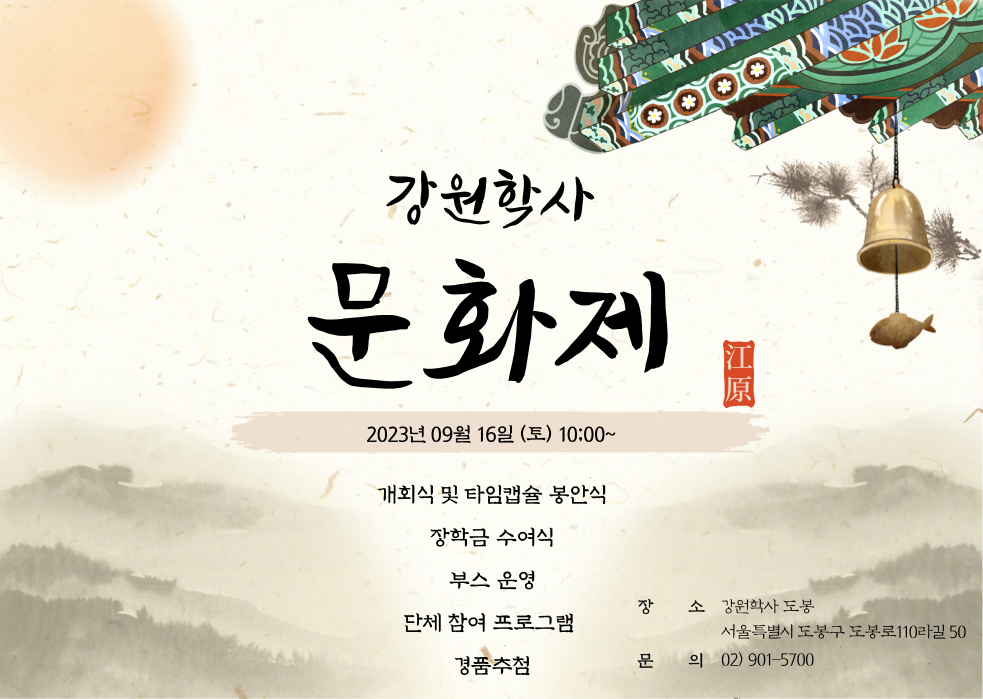 강원학사
문화제
江
原
2023년 09월 16일 (토) 10:00~
개회식 및 타임캡슐 봉안식
장학금 수여식
부스 운영
단체 참여 프로그램
경품추첨
장 소 강원학사 도봉
서울특별시 도봉구 도봉로110라길 50
문 의 02) 901-5700